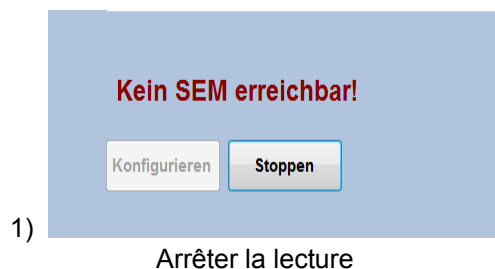 Kein SEM erreichbar!
Konfigurieren Stoppen
1)
Arrêter la lecture